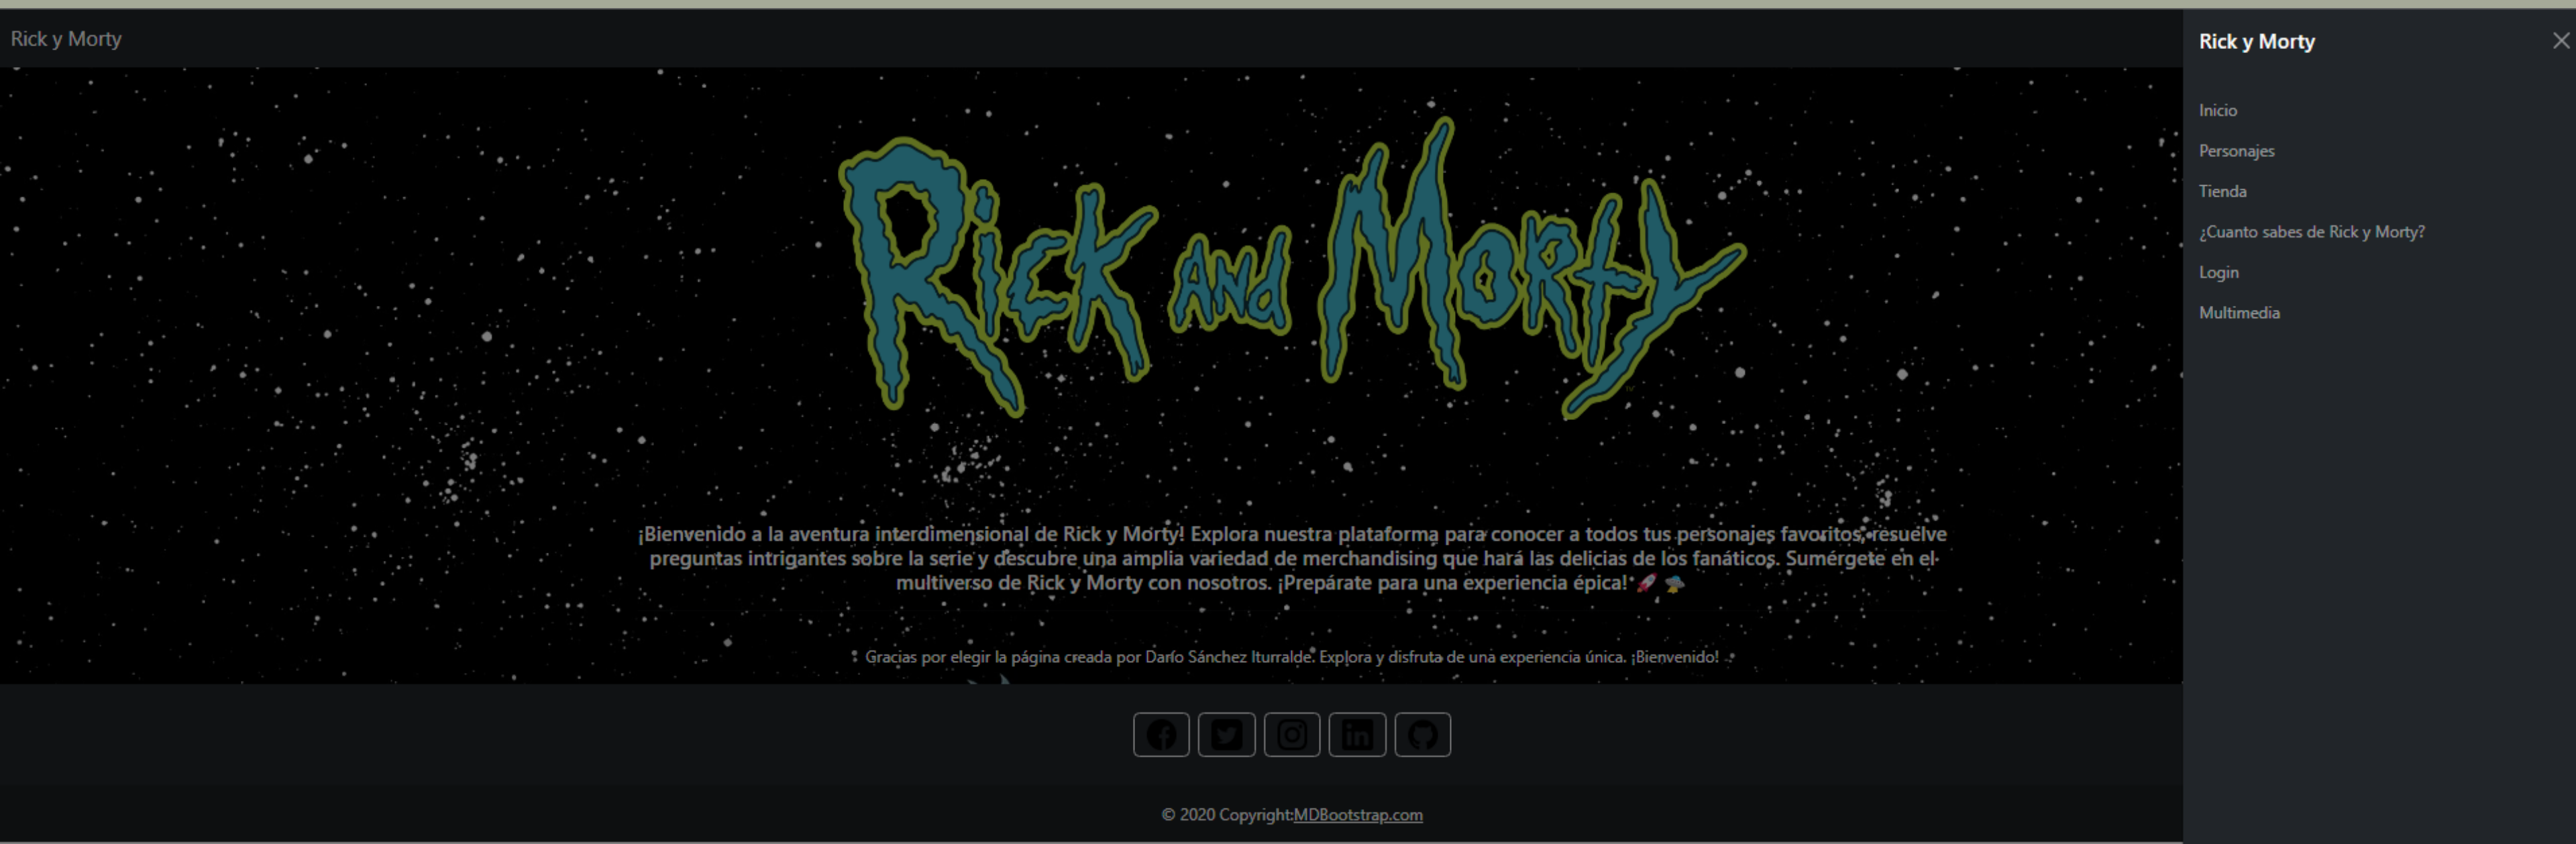 Rick y Morty
Rick y Morty
Inicio
Personajes
Tienda
¿Cuanto sabes de Rick y Morty?
Login
Multimedia
Rick and Morty
¡Bienvenido a la aventura interdimensional de Rick y Morty! Explora nuestra plataforma para conocer a todos tus personajes favoritos, resuelve
preguntas intrigantes sobre la serie y descubre una amplia variedad de merchandising que hará las delicias de los fanáticos. Sumérgete en el
multiverso de Rick y Morty con nosotros. ¡Prepárate para una experiencia épica! 🚀 🛸
Gracias por elegir la página creada por Darío Sánchez Iturralde. Explora y disfruta de una experiencia única. ¡Bienvenido!
© 2020 Copyright:MDBootstrap.com